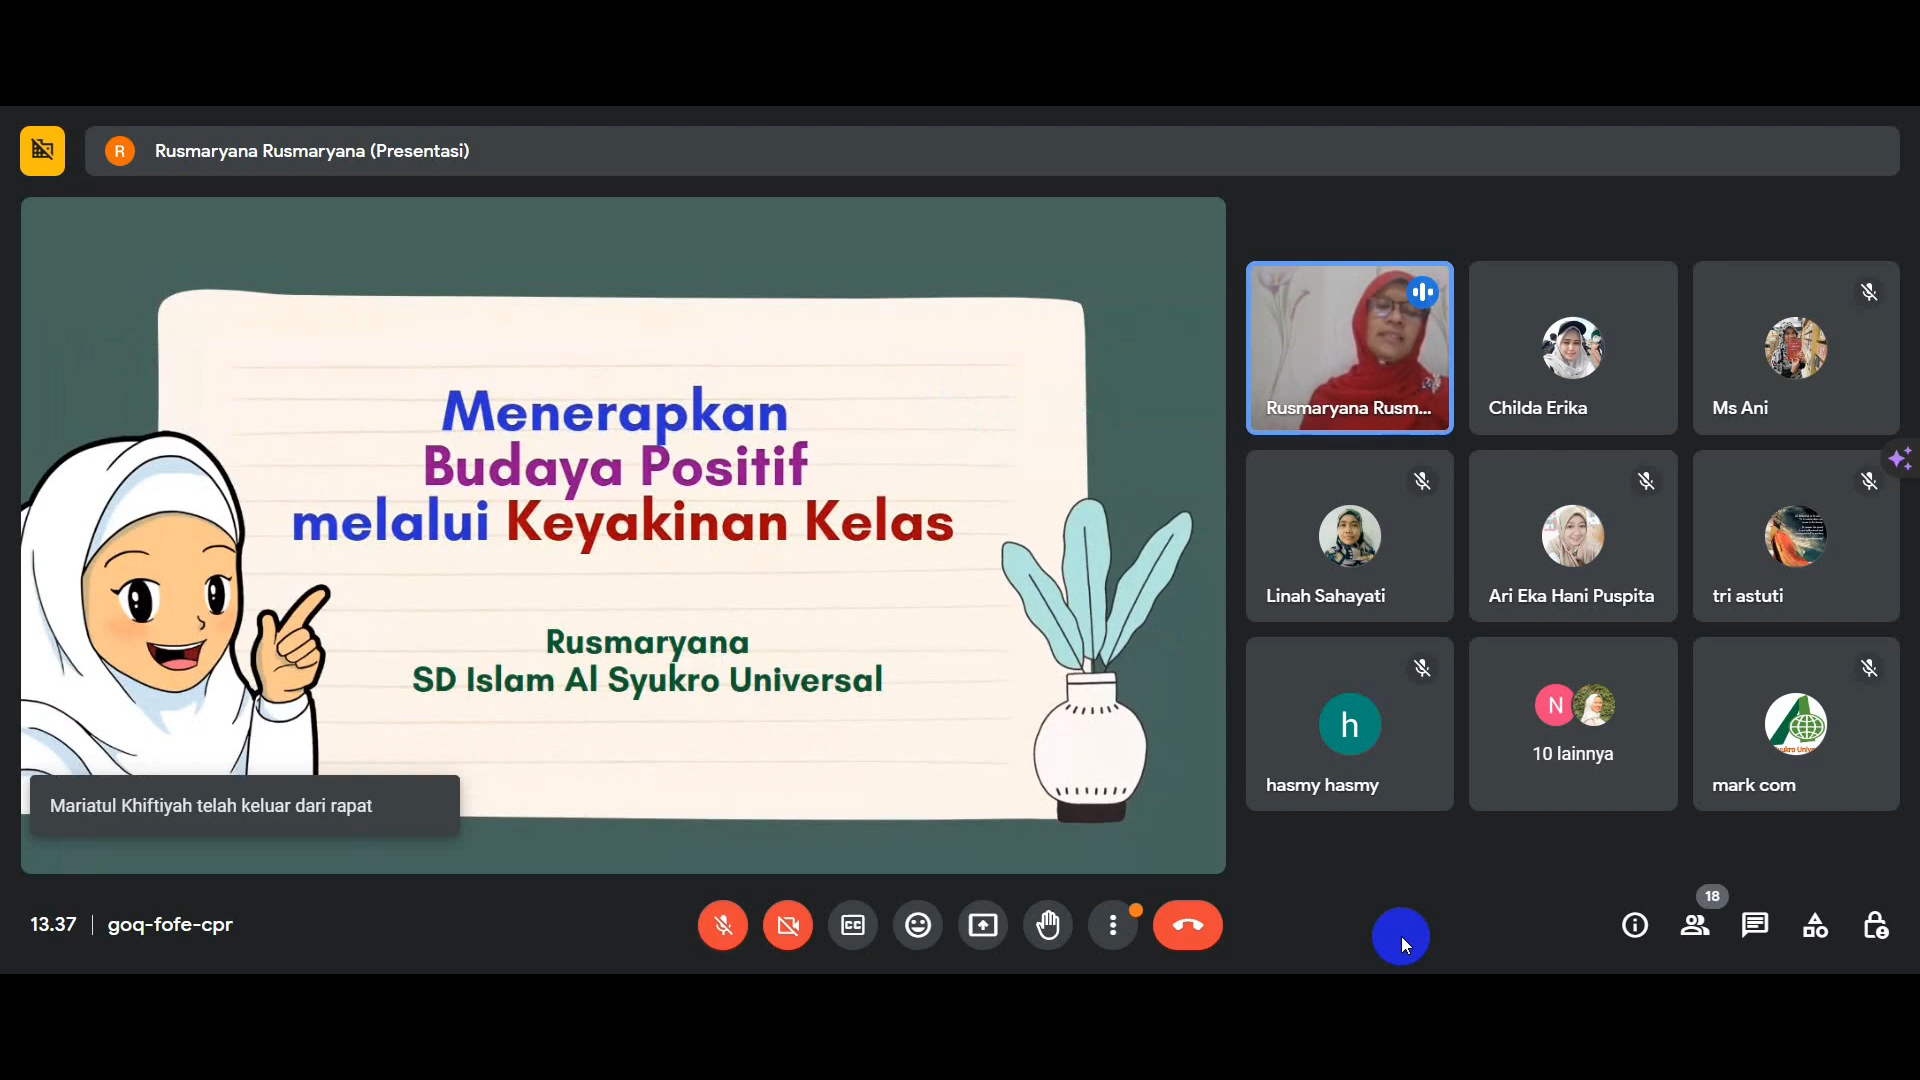 R Rusmaryana Rusmaryana (Presentasi)
Menerapkan
Budaya Positif
melalui Keyakinan Kelas
Rusmaryana
SD Islam Al Syukro Universal
Mariatul Khiftiyah telah keluar dari rapat
Rusmaryana Rusm...
Childa Erika
Ms Ani
Linah Sahayati
Ari Eka Hani Puspita
tri astuti
h
hasmy hasmy
N
10 lainnya
mark com
13.37 | goq-fofe-cpr
CC
18